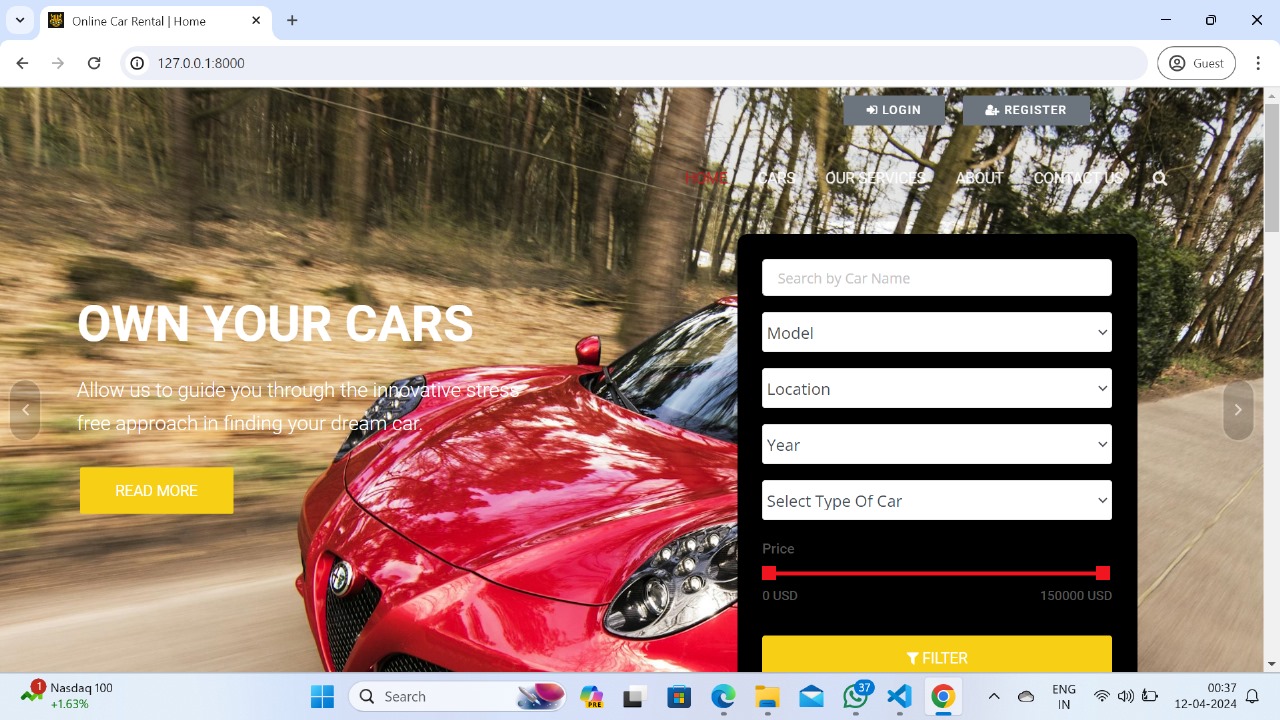 Online Car Rental | Home
127.0.0.1:8000
Guest
LOGIN
REGISTER
HOME
CARS
OUR SERVICES
ABOUT
CONTACT US
OWN YOUR CARS
Allow us to guide you through the innovative stress
free approach in finding your dream car.
READ MORE
Search by Car Name
Model
Location
Year
Select Type Of Car
Price
0 USD
150000 USD
FILTER
1
Nasdaq 100
+1.63%
Search
PRE
37
ENG
IN
00:37
12-04-2024